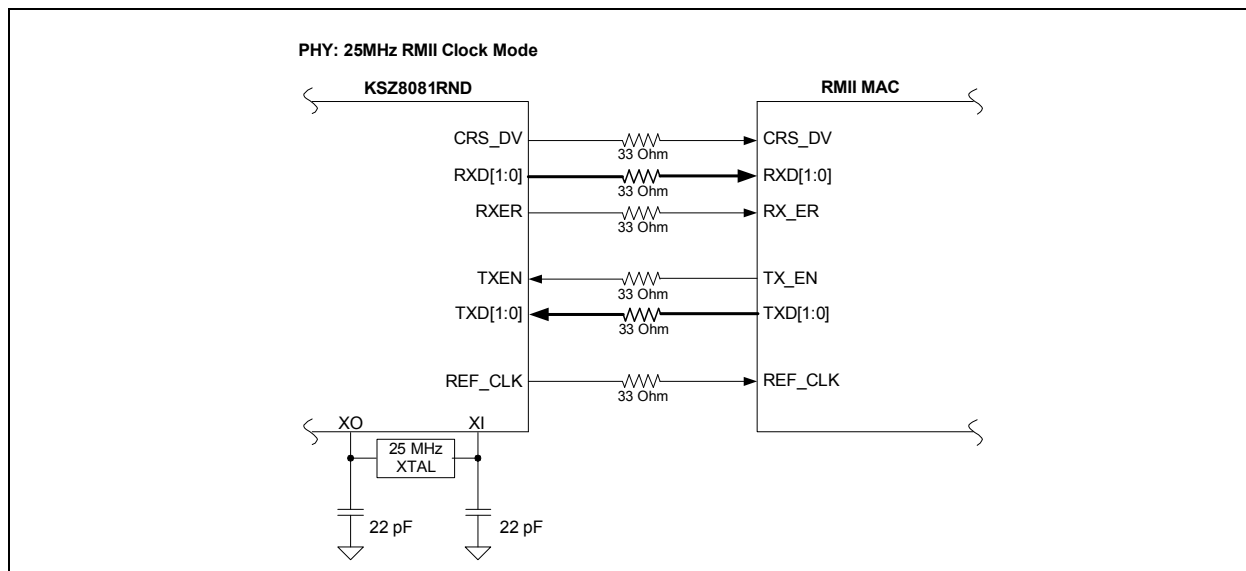 PHY: 25MHz RMII Clock Mode
KSZ8081RND
RMII MAC
CRS_DV
33 Ohm
CRS_DV
RXD[1:0]
33 Ohm
RXD[1:0]
RXER
33 Ohm
RX_ER
TXEN
33 Ohm
TX_EN
TXD[1:0]
33 Ohm
TXD[1:0]
REF_CLK
33 Ohm
REF_CLK
XO
XI
25 MHz
XTAL
22 pF
22 pF